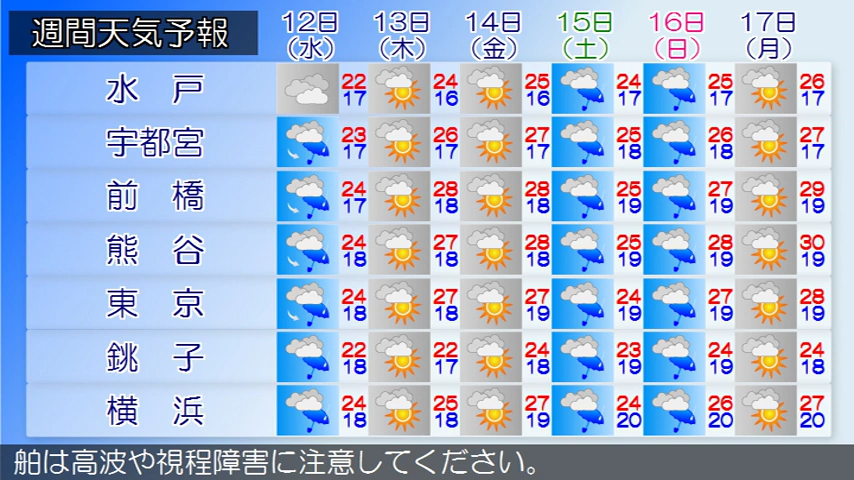 週間天気予報
12日 13日 14日 15日 16日 17日
(水) (木) (金) (土) (日) (月)
水戸 22 24 25 24 25 26
17 16 16 17 17 17
宇都宮 23 26 27 25 26 27
17 17 17 18 18 17
前橋 24 28 28 25 27 29
17 18 18 19 19 19
熊谷 24 27 28 25 28 30
18 18 18 19 19 19
東京 24 27 27 24 27 28
18 18 19 19 19 19
銚子 22 22 24 23 24 24
18 17 18 19 19 18
横浜 24 25 27 24 26 27
18 18 19 20 20 20
船は高波や視程障害に注意してください。